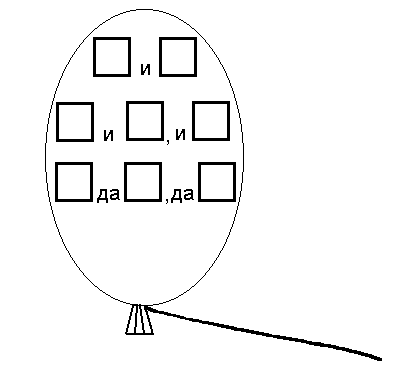 и
и , и
да ,да